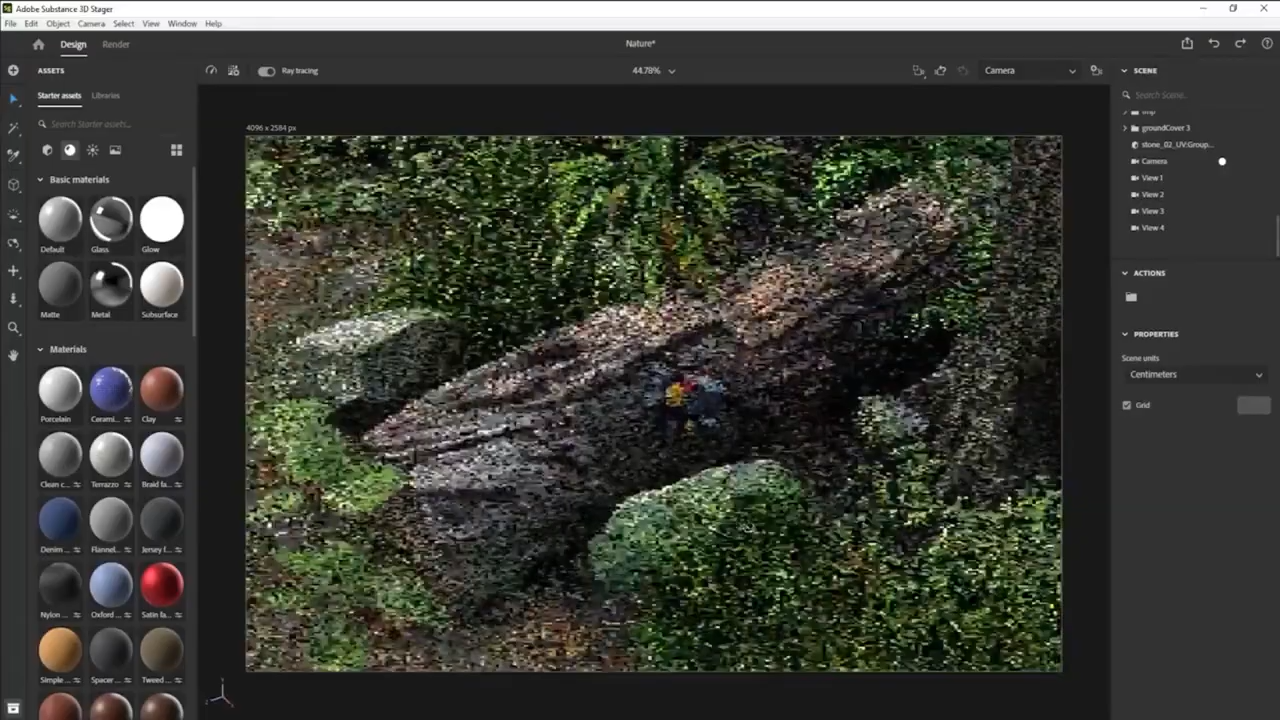 Sg Adobe Substance 3D Stager
File Edit Object Camera Select View Window Help
Design Render
Nature*
ASSETS
Ray tracing
44.78%
Camera
SCENE
Starter assets Libraries
Search Starter assets...
Search Scene...
4096 x 2584 px
groundCover 3
stone_02_UV:Group...
Camera
View 1
View 2
View 3
View 4
Basic materials
Default Glass Glow
Matte Metal Subsurface
ACTIONS
PROPERTIES
Scene units
Centimeters
Grid
Materials
Porcelain Cerami... Clay
Clean c... Terrazzo Braid fa...
Denim ... Flannel... Jersey f...
Nylon ... Oxford ... Satin fa...
Simple ... Spacer ... Tweed ...